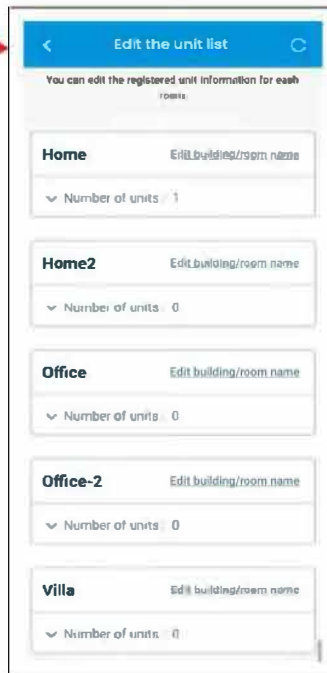 Edit the unit list
You can edit the registered unit information for each
rooms
Home Edit building/room name
Number of units : 1
Home2 Edit building/room name
Number of units : 0
Office Edit building/room name
Number of units : 0
Office-2 Edit building/room name
Number of units : 0
Villa Edit building/room name
Number of units : 0